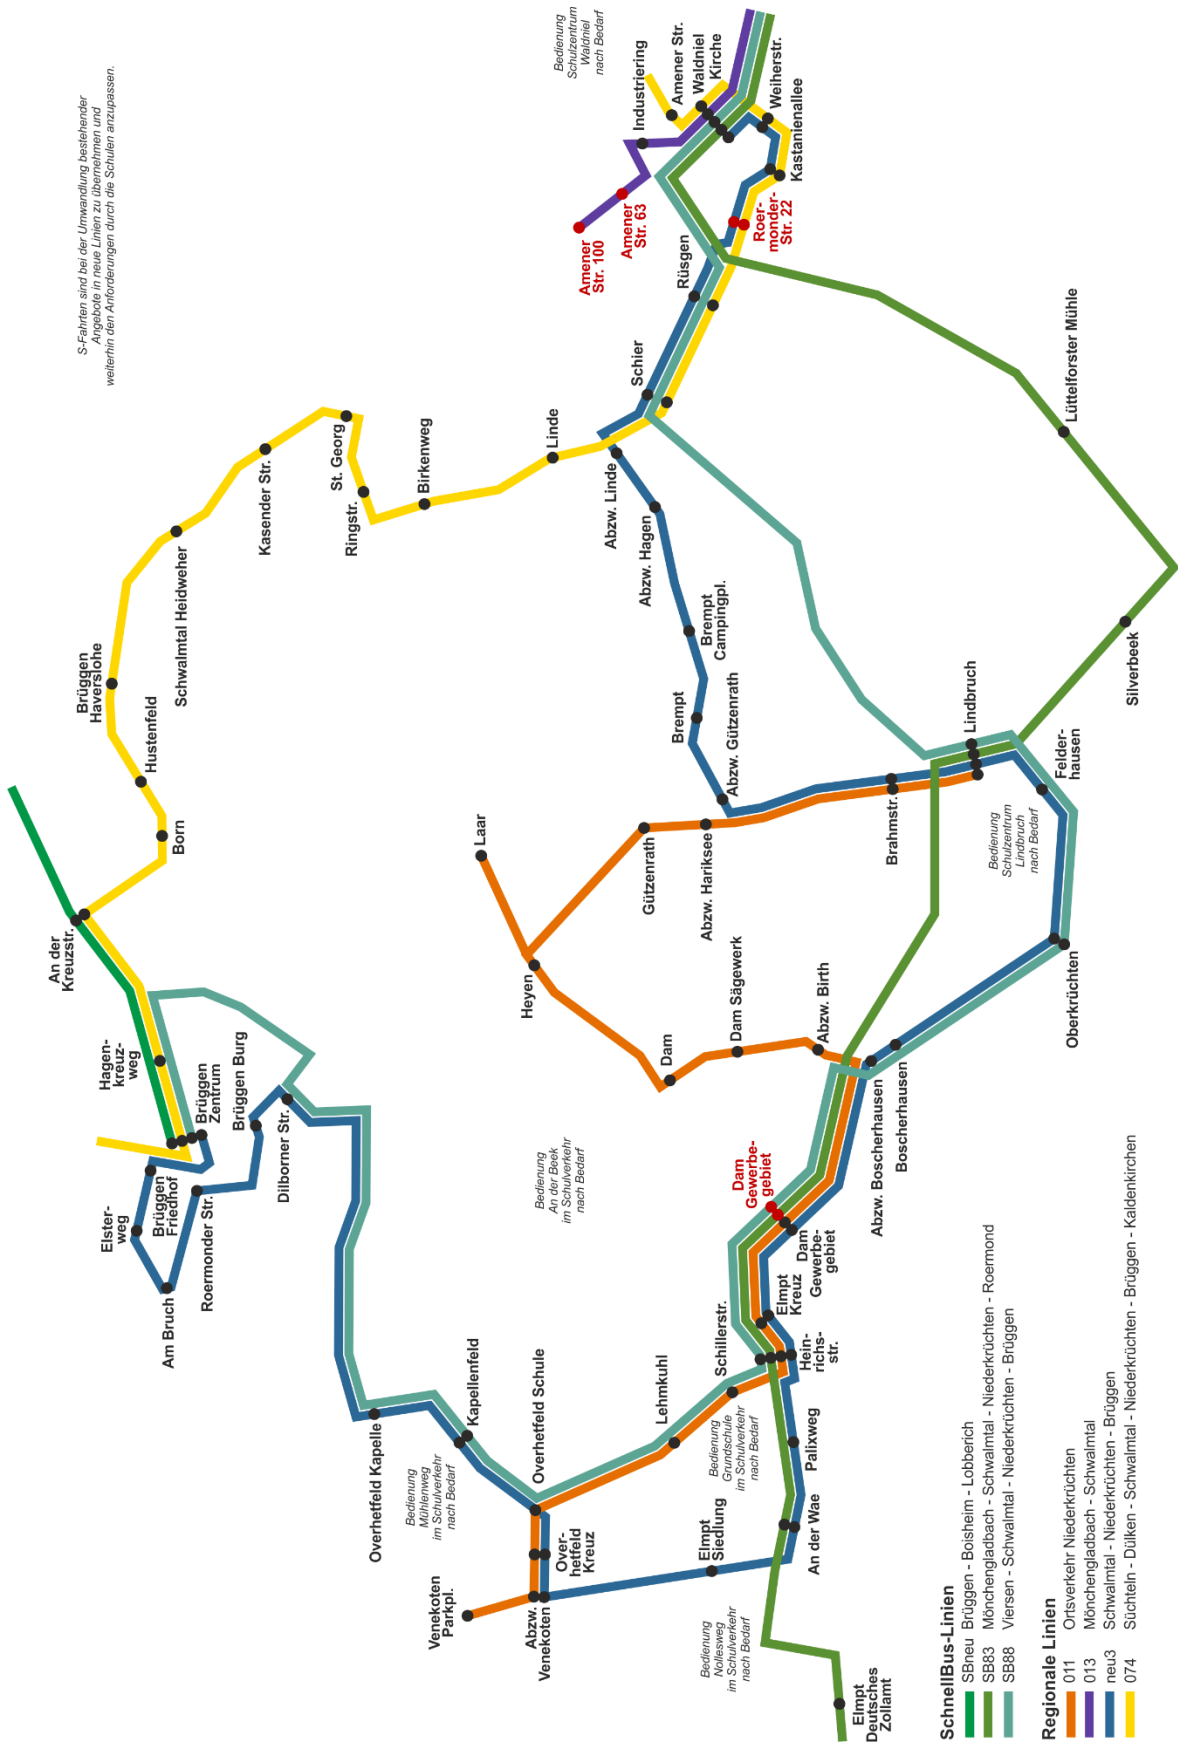 S-Fahrten sind bei der Umwandlung bestehender
Angebote in neue Linien zu übernehmen und
weiterhin den Anforderungen durch die Schulen anzupassen.
Bedienung
Schulzentrum
Waldniel
nach Bedarf
An der
Kreuzstr.
Hagen-
kreuz-
weg
Brüggen
Zentrum
Elster-
weg
Brüggen
Friedhof
Am Bruch
Roermonder Str.
Brüggen Burg
Dilborner Str.
Born
Hustenfeld
Brüggen
Haverslohe
Schwalmtal Heidweher
Kasender Str.
St. Georg
Ringstr.
Birkenweg
Linde
Industriering
Amener Str.
Waldniel
Kirche
Weiherstr.
Kastanienallee
Amener
Str. 100
Amener
Str. 63
Roer-
monder-
Str. 22
Rüsgen
Schier
Abzw. Linde
Abzw. Hagen
Brempt
Campingpl.
Brempt
Abzw. Gützenrath
Laar
Heyen
Gützenrath
Abzw. Hariksee
Brahmstr.
Lindbruch
Dam
Dam Sägewerk
Abzw. Birth
Bedienung
Schulzentrum
Lindbruch
nach Bedarf
Felder-
hausen
Silverbeek
Lüttelforster Mühle
Oberkrüchten
Boscherhausen
Abzw. Boscherhausen
Bedienung
An der Beek
im Schulverkehr
nach Bedarf
Dam
Gewerbe-
gebiet
Dam
Gewerbe-
gebiet
Elmpt
Kreuz
Hein-
richs-
str.
Schillerstr.
Lehmkuhl
Overhetfeld Schule
Kapellenfeld
Overhetfeld Kapelle
Bedienung
Mühlenweg
im Schulverkehr
nach Bedarf
Bedienung
Grundschule
im Schulverkehr
nach Bedarf
Palixweg
An der Wae
Elmpt
Siedlung
Over-
hetfeld
Kreuz
Abzw.
Venekoten
Venekoten
Parkpl.
Bedienung
Nollesweg
im Schulverkehr
nach Bedarf
Elmpt
Deutsches
Zollamt
SchnellBus-Linien
SBneu Brüggen - Boisheim - Lobberich
SB83 Mönchengladbach - Schwalmtal - Niederkrüchten - Roermond
SB88 Viersen - Schwalmtal - Niederkrüchten - Brüggen
Regionale Linien
011 Ortsverkehr Niederkrüchten
013 Mönchengladbach - Schwalmtal
neu3 Schwalmtal - Niederkrüchten - Brüggen
074 Süchteln - Dülken - Schwalmtal - Niederkrüchten - Brüggen - Kaldenkirchen